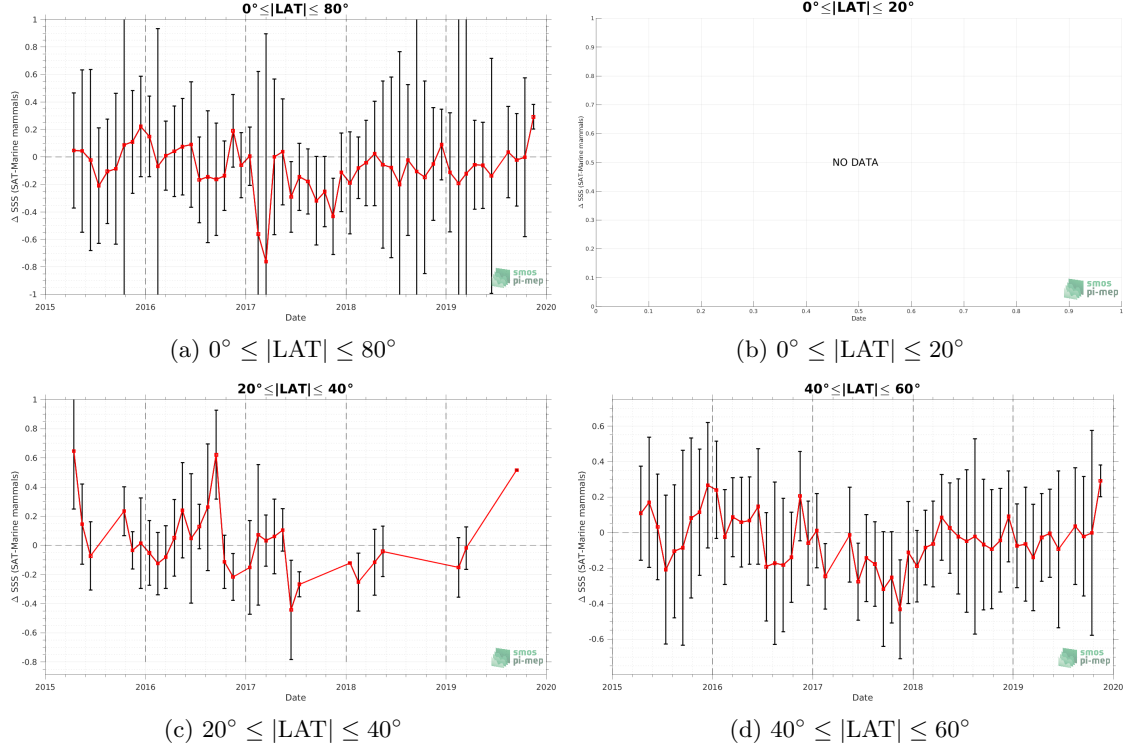 0°≤|LAT|≤ 80°
Δ SSS (SAT-Marine mammals)
1
0.8
0.6
0.4
0.2
0
-0.2
-0.4
-0.6
-0.8
-1
2015 2016 2017 2018 2019 2020
Date
smos
pi-mep
(a) 0° ≤ |LAT| ≤ 80°
0°≤|LAT|≤ 20°
Δ SSS (SAT-Marine mammals)
1
0.9
0.8
0.7
0.6
0.5
0.4
0.3
0.2
0.1
0
NO DATA
0 0.1 0.2 0.3 0.4 0.5 0.6 0.7 0.8 0.9 1
Date
smos
pi-mep
(b) 0° ≤ |LAT| ≤ 20°
20°≤|LAT|≤ 40°
Δ SSS (SAT-Marine mammals)
1
0.8
0.6
0.4
0.2
0
-0.2
-0.4
-0.6
-0.8
2015 2016 2017 2018 2019 2020
Date
smos
pi-mep
(c) 20° ≤ |LAT| ≤ 40°
40°≤|LAT|≤ 60°
Δ SSS (SAT-Marine mammals)
0.6
0.4
0.2
0
-0.2
-0.4
-0.6
2015 2016 2017 2018 2019 2020
Date
smos
pi-mep
(d) 40° ≤ |LAT| ≤ 60°